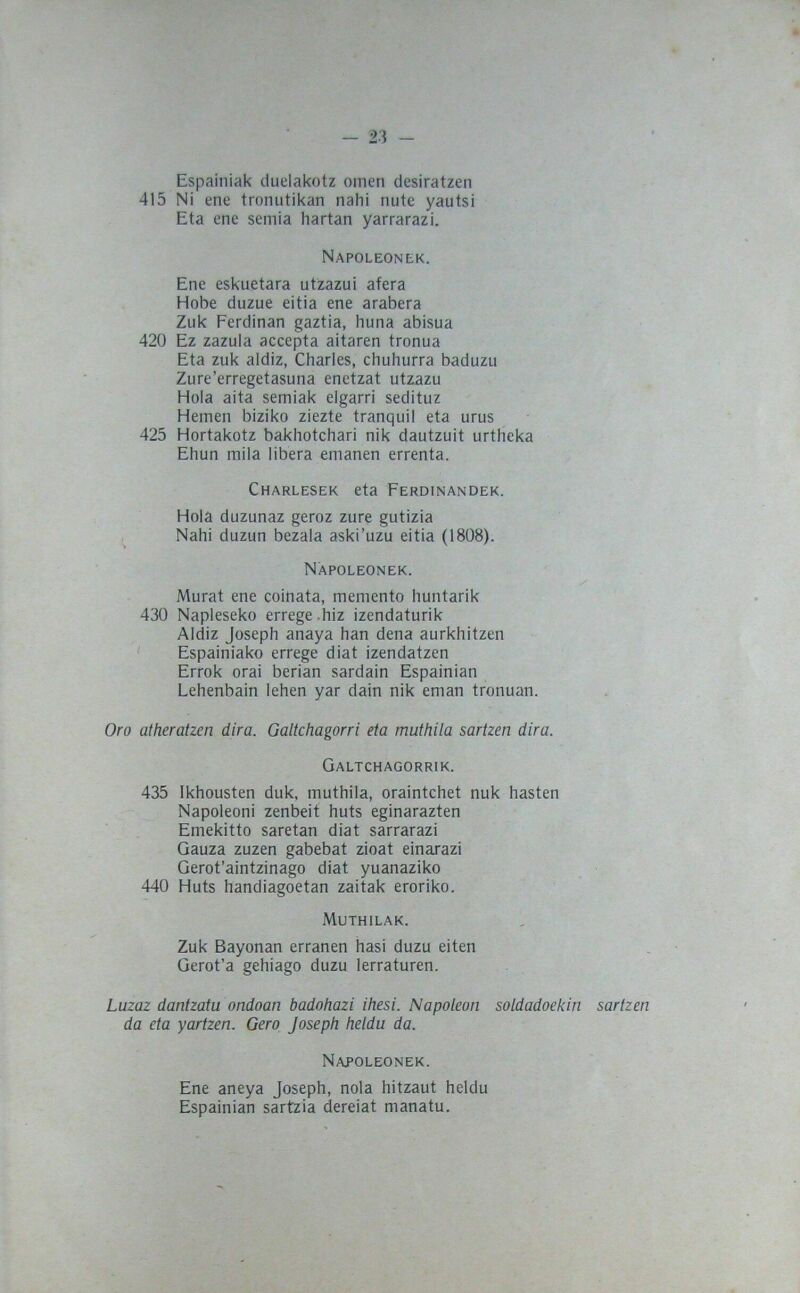 — 23 —
Espainiak duelakotz omen desiratzen
415 Ni ene tronutikan nahi nute yautsi
Eta ene semia hartan yarrarazi.
NAPOLEONEK.
Ene eskuetara utzazui afera
Hobe duzue eitia ene arabera
Zuk Ferdinan gaztia, huna abisua
420 Ez zazula accepta aitaren tronua
Eta zuk aldiz, Charles, chuhurra baduzu
Zure'erregetasuna enetzat utzazu
Hola aita semiak elgarri sedituz
Hemen biziko ziezte tranquil eta urus
425 Hortakotz bakhotchari nik dautzuit urtheka
Ehun mila libera emanen errenta.
CHARLESEK eta FERDINANDEK.
Hola duzunaz geroz zure gutizia
Nahi duzun bezala aski'uzu eitia (1808).
NAPOLEONEK.
Murat ene coinata, memento huntarik
430 Napleseko errege hiz izendaturik
Aldiz Joseph anaya han dena aurkhitzen
Espainiako errege diat izendatzen
Errok orai berian sardain Espainian
Lehenbain lehen yar dain nik eman tronuan.
Oro atheratzen dira. Galtchagorri eta muthila sartzen dira.
GALTCHAGORRIK.
435 Ikhousten duk, muthila, oraintchet nuk hasten
Napoleoni zenbeit huts eginarazten
Emekitto saretan diat sarrarazi
Gauza zuzen gabebat zioat einarazi
Gerot'aintzinago diat yuanaziko
440 Huts handiagoetan zaitak eroriko.
MUTHILAK.
Zuk Bayonan erranen hasi duzu eiten
Gerot'a gehiago duzu lerraturen.
Luzaz dantzatu ondoan badohazi ihesi. Napoleon soldadoekin sartzen
da eta yartzen. Gero Joseph heldu da.
NAPOLEONEK.
Ene aneya Joseph, nola hitzaut heldu
Espainian sartzia dereiat manatu.